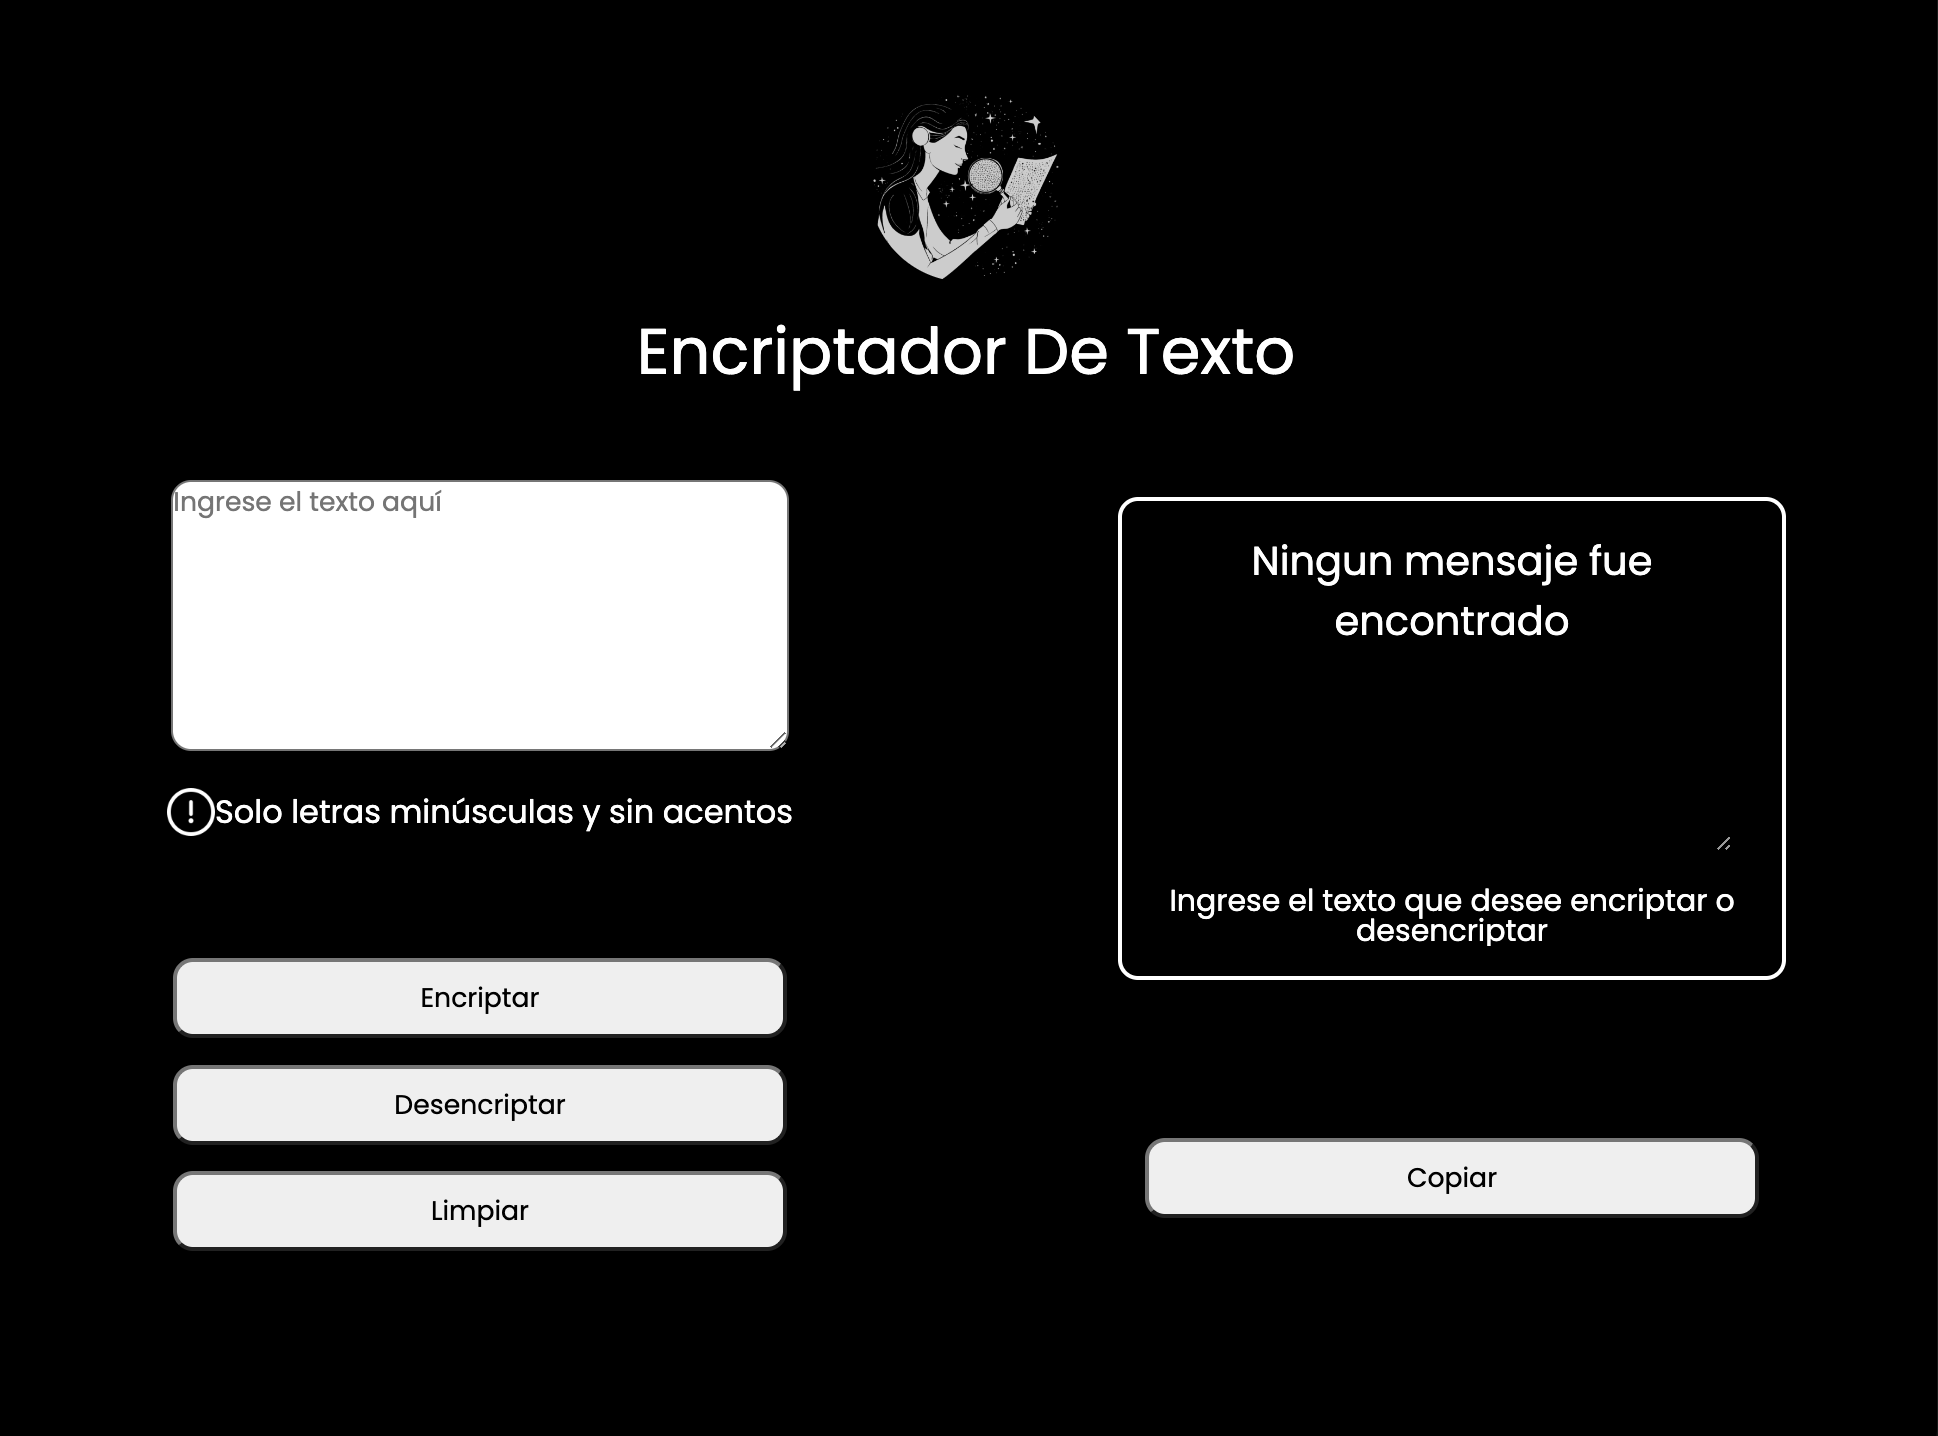 Encriptador De Texto
Ingrese el texto aquí
Solo letras minúsculas y sin acentos
Encriptar
Desencriptar
Limpiar
Ningun mensaje fue
encontrado
Ingrese el texto que desee encriptar o
desencriptar
Copiar